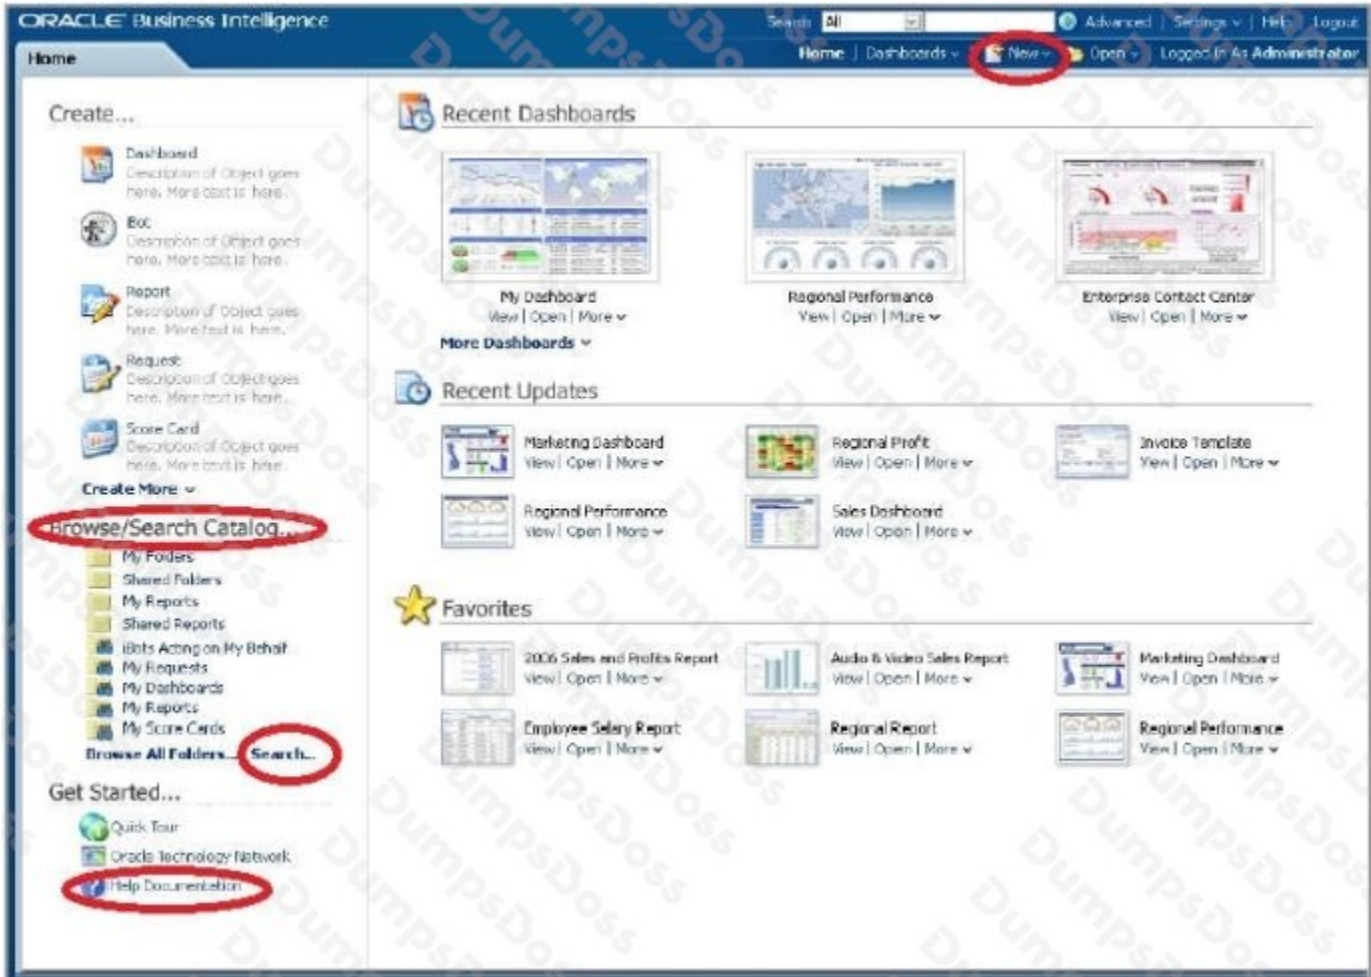 ORACLE Business Intelligence
Search All Advanced | Settings | Help Logout
Home
Home | Dashboards New Open Logged In As Administrator
Create...
Dashboard
Description of Object goes
here. More text is here.
Bot
Description of Object goes
here. More text is here.
Report
Description of Object goes
here. More text is here.
Request
Description of Object goes
here. More text is here.
Score Card
Description of Object goes
here. More text is here.
Create More
Browse/Search Catalog...
My Folders
Shared Folders
My Reports
Shared Reports
iBots Acting on My Behalf
My Requests
My Dashboards
My Reports
My Score Cards
Browse All Folders... Search...
Get Started...
Quick Tour
Oracle Technology Network
Help Documentation
Recent Dashboards
My Dashboard
View | Open | More
Regional Performance
View | Open | More
Enterprise Contact Center
View | Open | More
More Dashboards
Recent Updates
Marketing Dashboard
View | Open | More
Regional Profit
View | Open | More
Invoice Template
View | Open | More
Regional Performance
View | Open | More
Sales Dashboard
View | Open | More
Favorites
2006 Sales and Profits Report
View | Open | More
Audio & Video Sales Report
View | Open | More
Marketing Dashboard
View | Open | More
Employee Salary Report
View | Open | More
Regional Report
View | Open | More
Regional Performance
View | Open | More
DumpsDoss